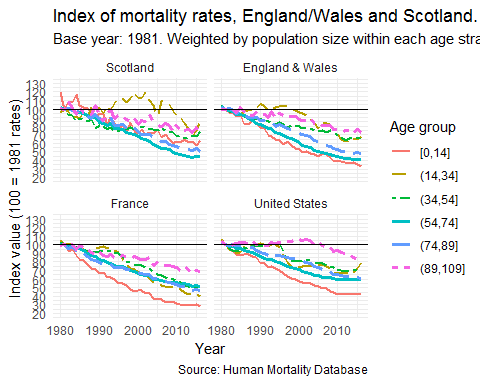 Index of mortality rates, England/Wales and Scotland.
Base year: 1981. Weighted by population size within each age stra
Scotland
England & Wales
130
120
110
100
90
80
70
60
50
40
30
20
France
United States
130
120
110
100
90
80
70
60
50
40
30
20
1980 1990 2000 2010 1980 1990 2000 2010
Index value (100 = 1981 rates)
Year
Age group
[0,14]
(14,34]
(34,54]
(54,74]
(74,89]
(89,109]
Source: Human Mortality Database